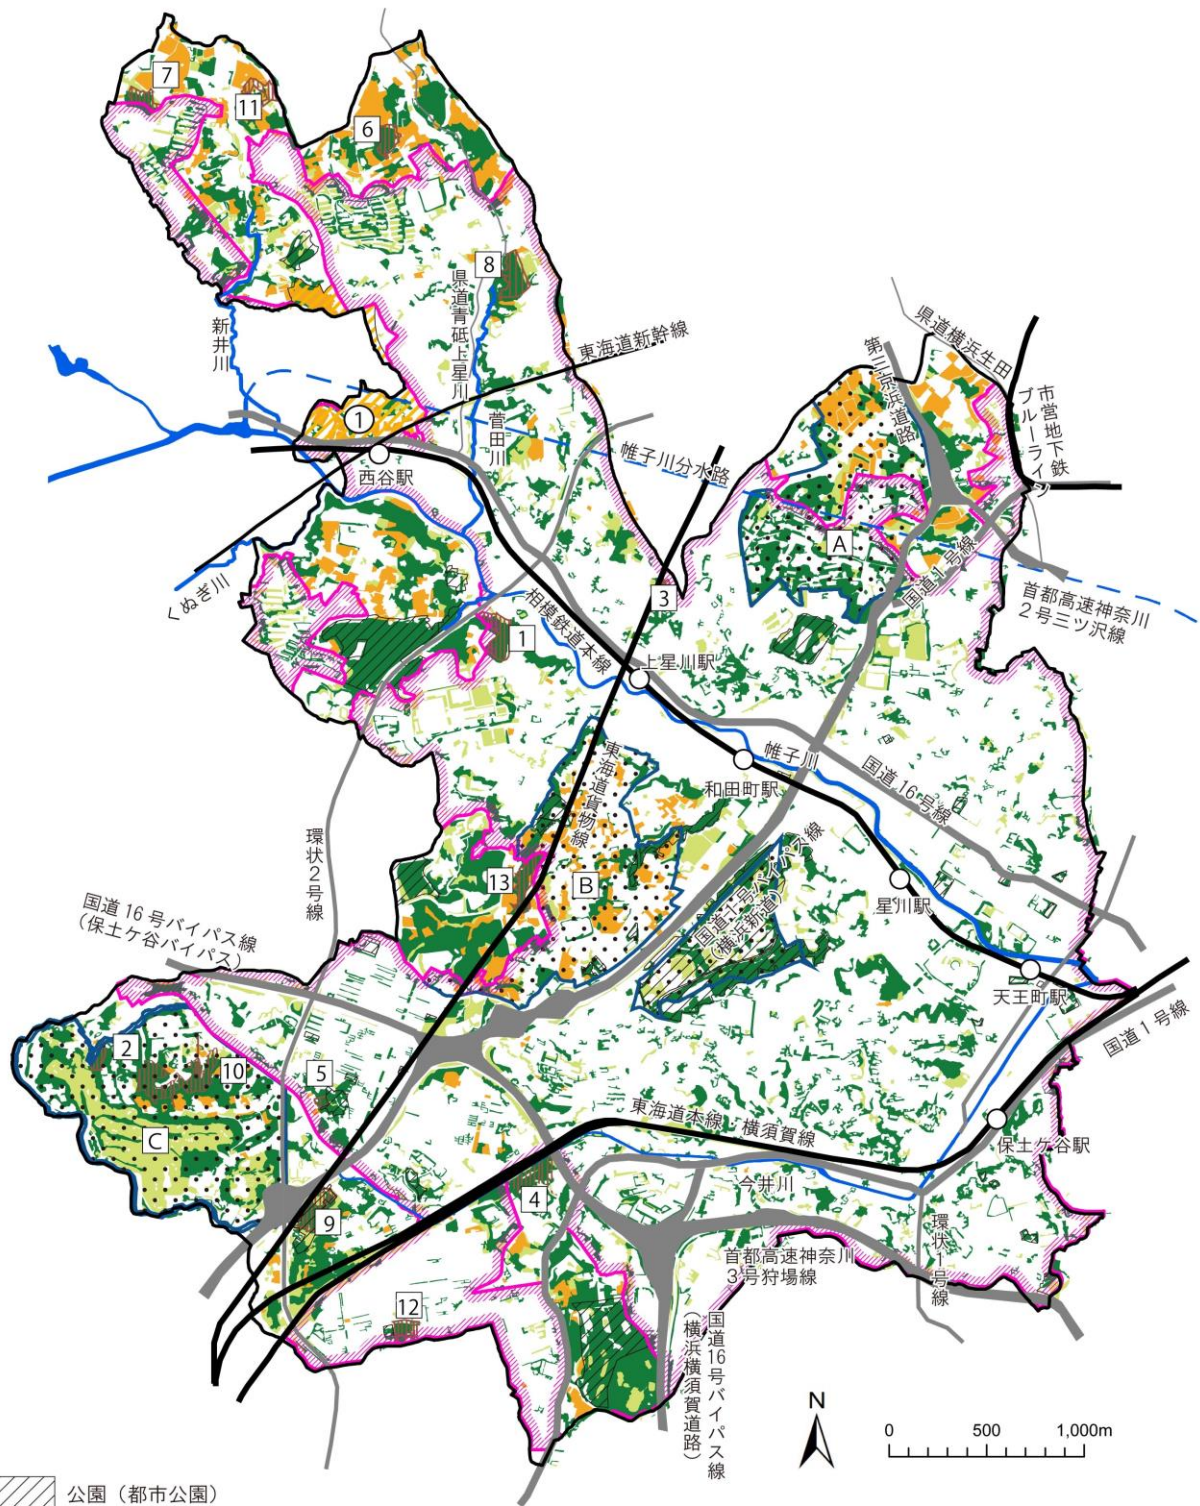 7
11
6
8
県道青砥上星川
東海道新幹線
新井川
菅田川
1
西谷駅
帷子川分水路
県道横浜生田
第三京浜道路
市営地下鉄
ブルーライン
A
くぬぎ川
国道1号線
首都高速神奈川
2号三ツ沢線
3
1
相模鉄道本線
上星川駅
帷子川
和田町駅
国道16号線
東海道貨物線
環状2号線
13
B
国道1号バイパス線
(横浜新道)
星川駅
天王町駅
国道1号線
国道16号バイパス線
(保土ケ谷バイパス)
2
10
5
C
東海道本線
横須賀線
保土ケ谷駅
今井川
4
9
環状1号線
首都高速神奈川
3号狩場線
12
国道16号バイパス線
(横浜横須賀道路)
N
0 500 1,000m
公園(都市公園)